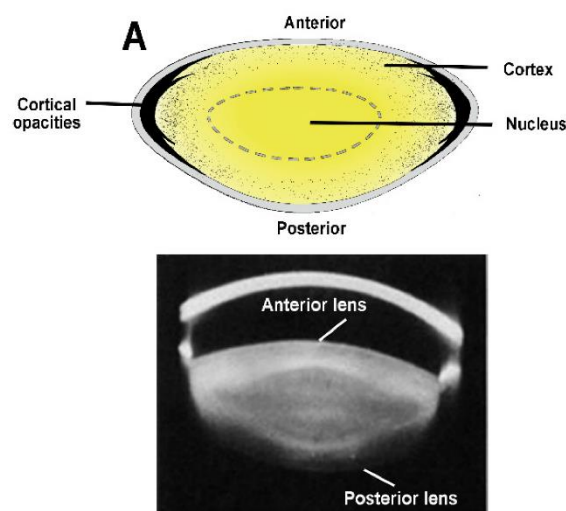 A
Anterior
Cortex
Cortical
opacities
Nucleus
Posterior
Anterior lens
Posterior lens